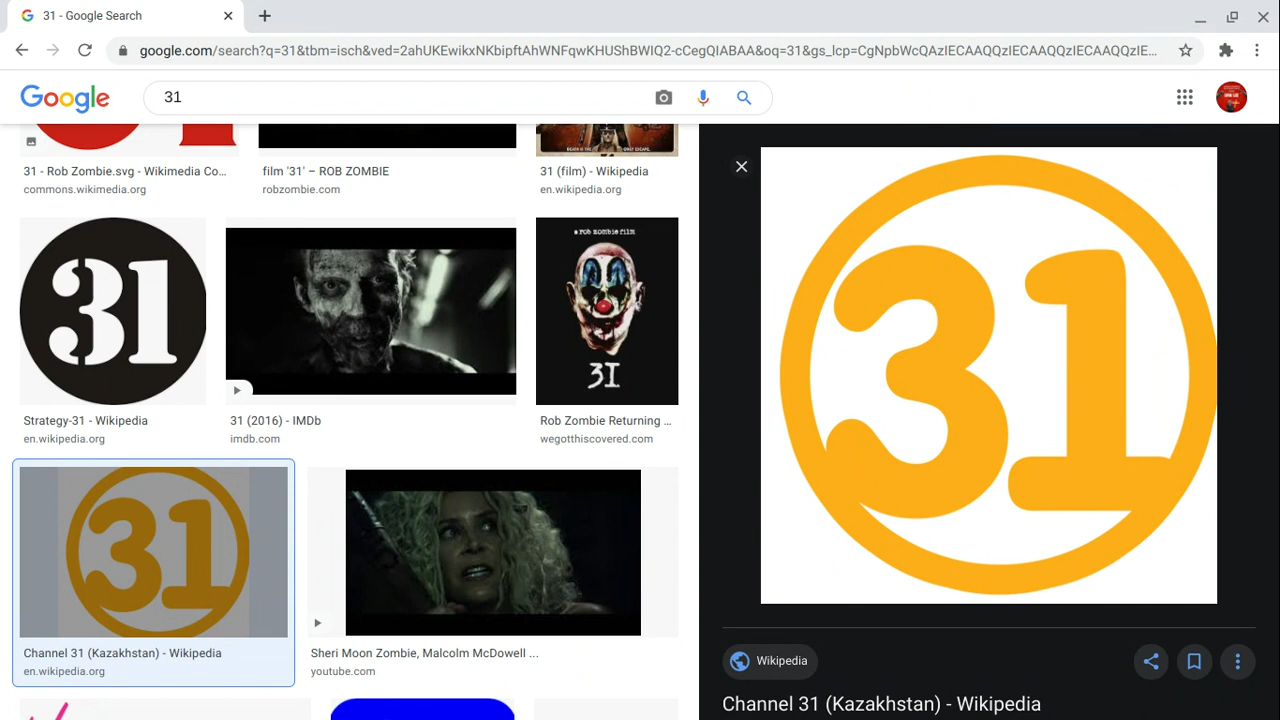 31 - Google Search
google.com/search?q=31&tbm=isch&ved=2ahUKEwikxNKbipftAhWNFqwKHUShBWIQ2-cCegQIABAA&oq=31&gs_lcp=CgNpbWcQAzIECAAQQzIECAAQQzIECAAQQzIE...
Google
31
31 - Rob Zombie.svg - Wikimedia Co...
commons.wikimedia.org
film '31' – ROB ZOMBIE
robzombie.com
31 (film) - Wikipedia
en.wikipedia.org
31
a rob zombie film
31
Strategy-31 - Wikipedia
en.wikipedia.org
31 (2016) - IMDb
imdb.com
Rob Zombie Returning ...
wegotthiscovered.com
31
Channel 31 (Kazakhstan) - Wikipedia
en.wikipedia.org
Sheri Moon Zombie, Malcolm McDowell ...
youtube.com
31
Wikipedia
Channel 31 (Kazakhstan) - Wikipedia